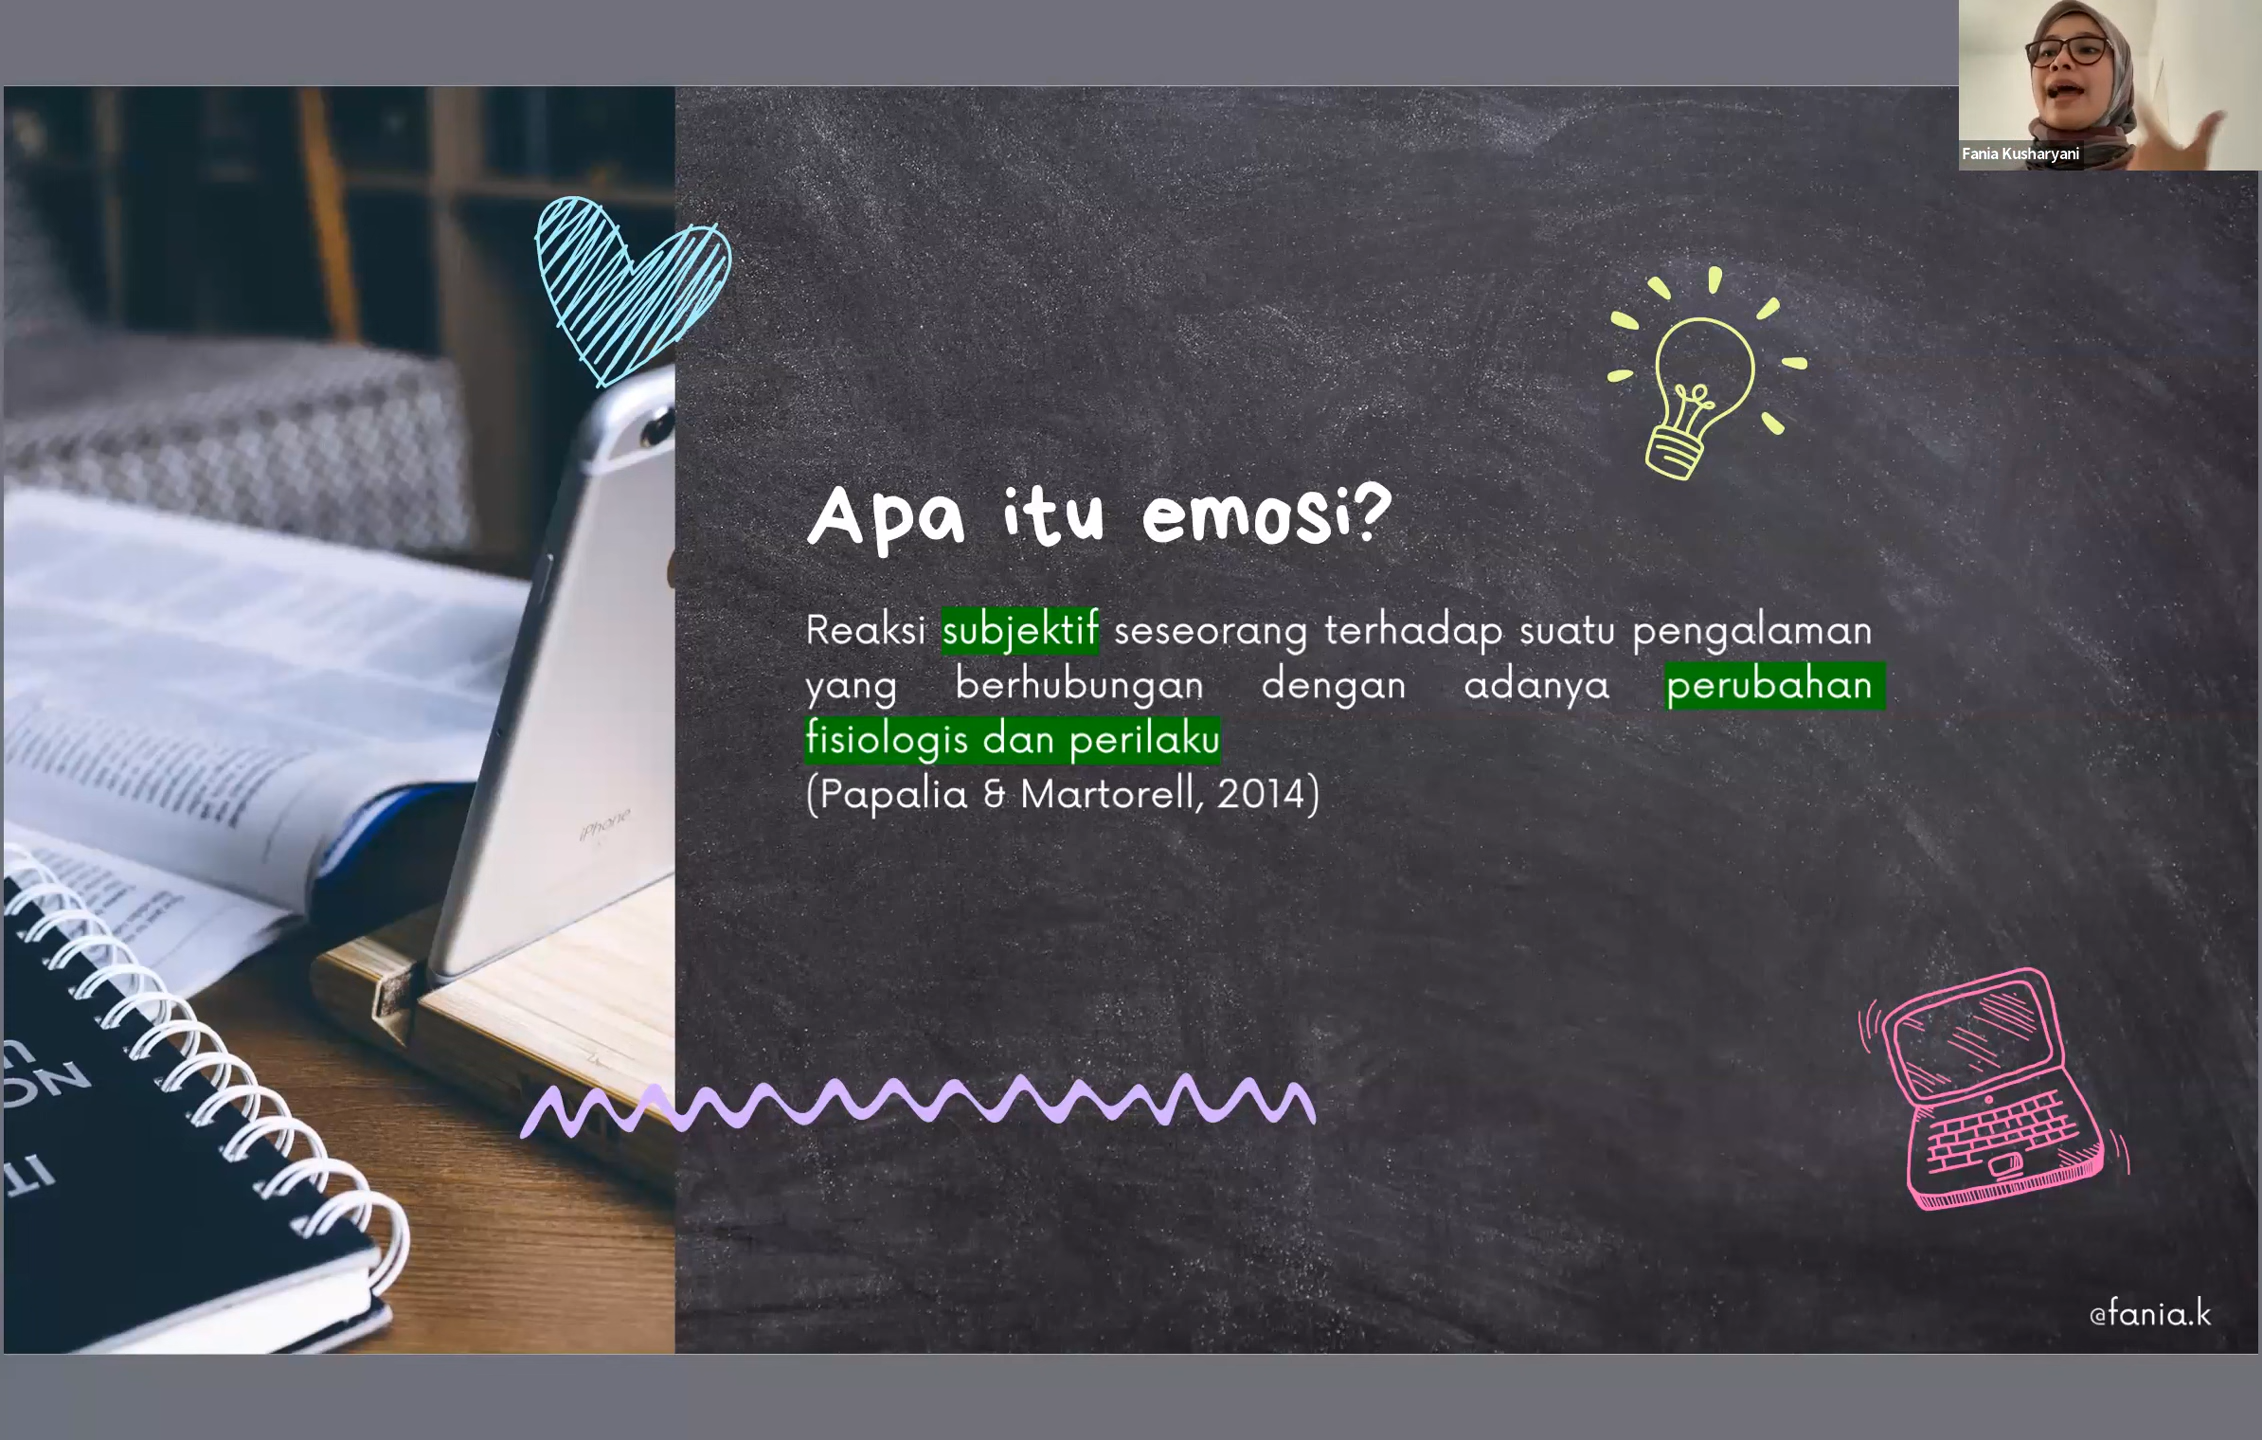 Fania Kusharyani
Apa itu emosi?
Reaksi subjektif seseorang terhadap suatu pengalaman
yang berhubungan dengan adanya perubahan
fisiologis dan perilaku
(Papalia & Martorell, 2014)
iPhone
@fania.k